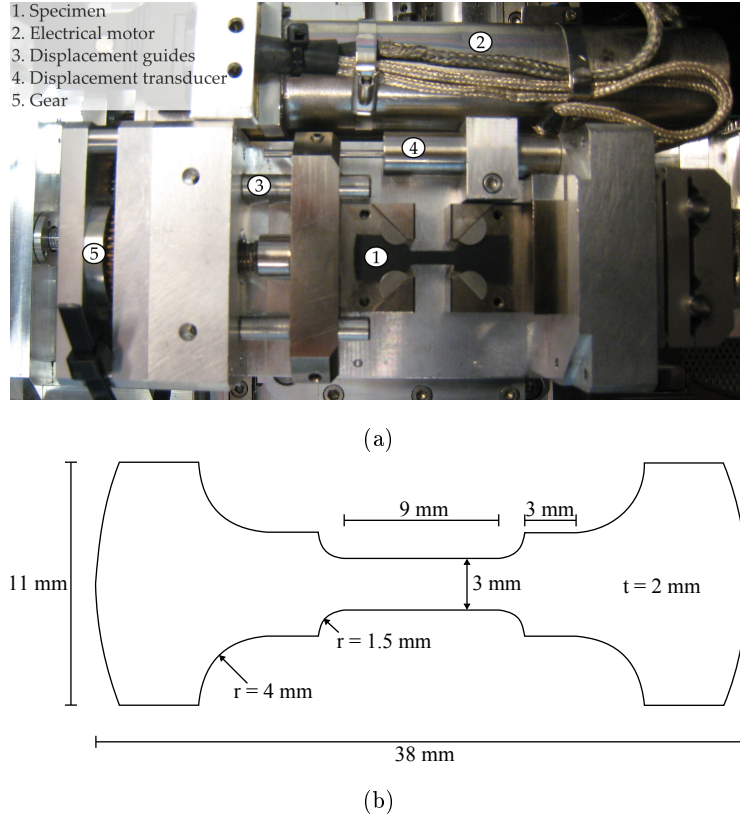 1. Specimen
2. Electrical motor
3. Displacement guides
4. Displacement transducer
5. Gear
2
4
3
5
1
(a)
9 mm
3 mm
11 mm
3 mm
t = 2 mm
r = 1.5 mm
r = 4 mm
38 mm
(b)